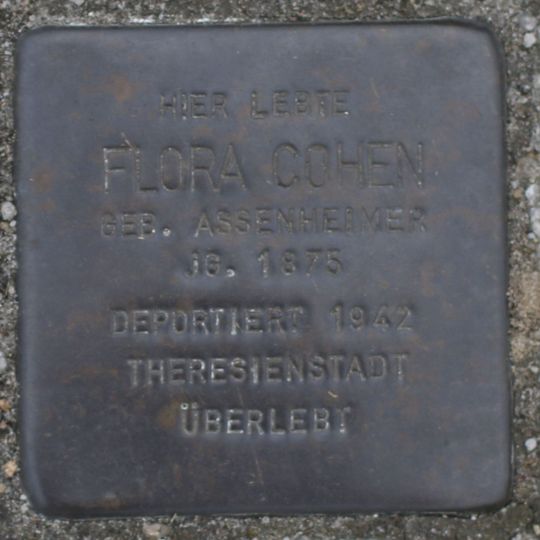 HIER LEBTE
FLORA COHEN
GEB. ASSENHEIMER
JG. 1875
DEPORTIERT 1942
THERESIENSTADT
ÜBERLEBT